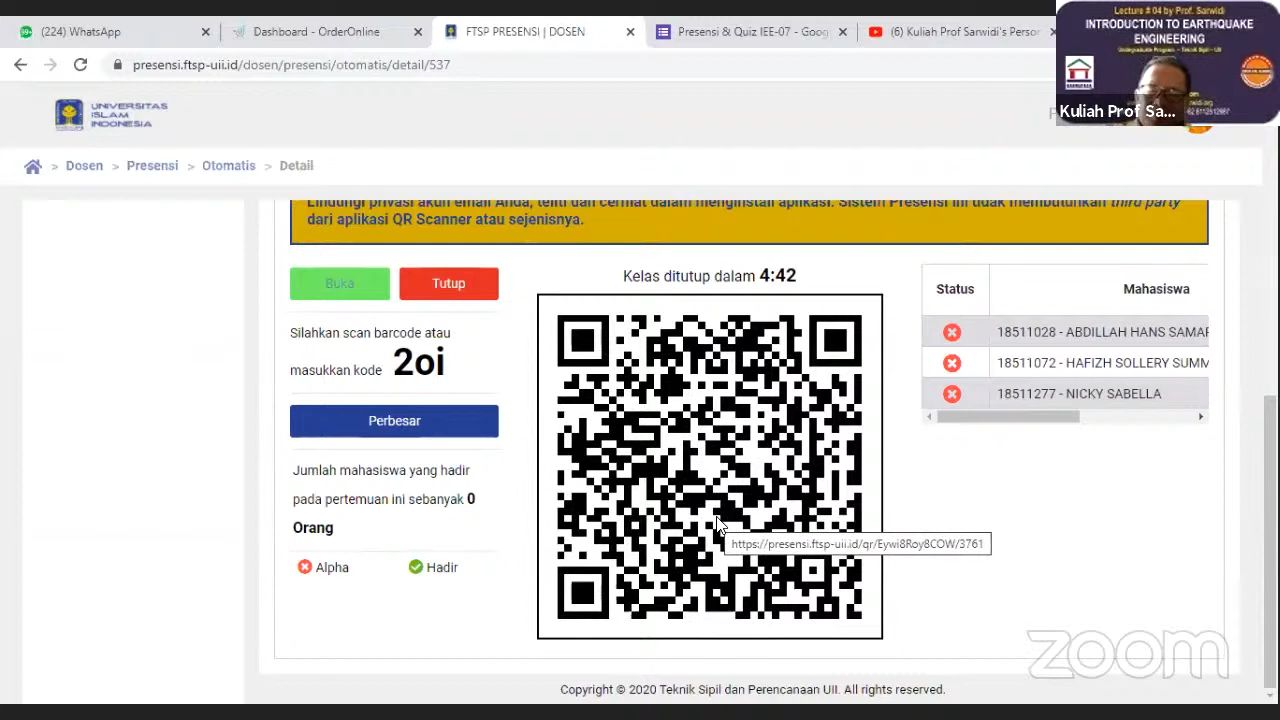 (224) WhatsApp
Dashboard - OrderOnline
FTSP PRESENSI | DOSEN
Presensi & Quiz IEE-07 - Goog
(6) Kuliah Prof Sarwidi's Person
presensi.ftsp-uii.id/dosen/presensi/otomatis/detail/537
Lecture # 04 by Prof. Sarwidi
INTRODUCTION TO EARTHQUAKE
ENGINEERING
Undergraduate Program - Teknik Sipil - UII
Kuliah Prof Sa...
UNIVERSITAS
ISLAM
INDONESIA
> Dosen > Presensi > Otomatis > Detail
Lindungi privasi akun email Anda, teliti dan cermat dalam menginstall aplikasi. Sistem Presensi ini tidak membutuhkan third party
dari aplikasi QR Scanner atau sejenisnya.
Buka
Tutup
Silahkan scan barcode atau
masukkan kode 2oi
Perbesar
Jumlah mahasiswa yang hadir
pada pertemuan ini sebanyak 0
Orang
Alpha
Hadir
Kelas ditutup dalam 4:42
https://presensi.ftsp-uii.id/qr/Eywi8Roy8COW/3761
Status Mahasiswa
18511028 - ABDILLAH HANS SAMAR
18511072 - HAFIZH SOLLERY SUMM
18511277 - NICKY SABELLA
zoom
Copyright © 2020 Teknik Sipil dan Perencanaan UII. All rights reserved.